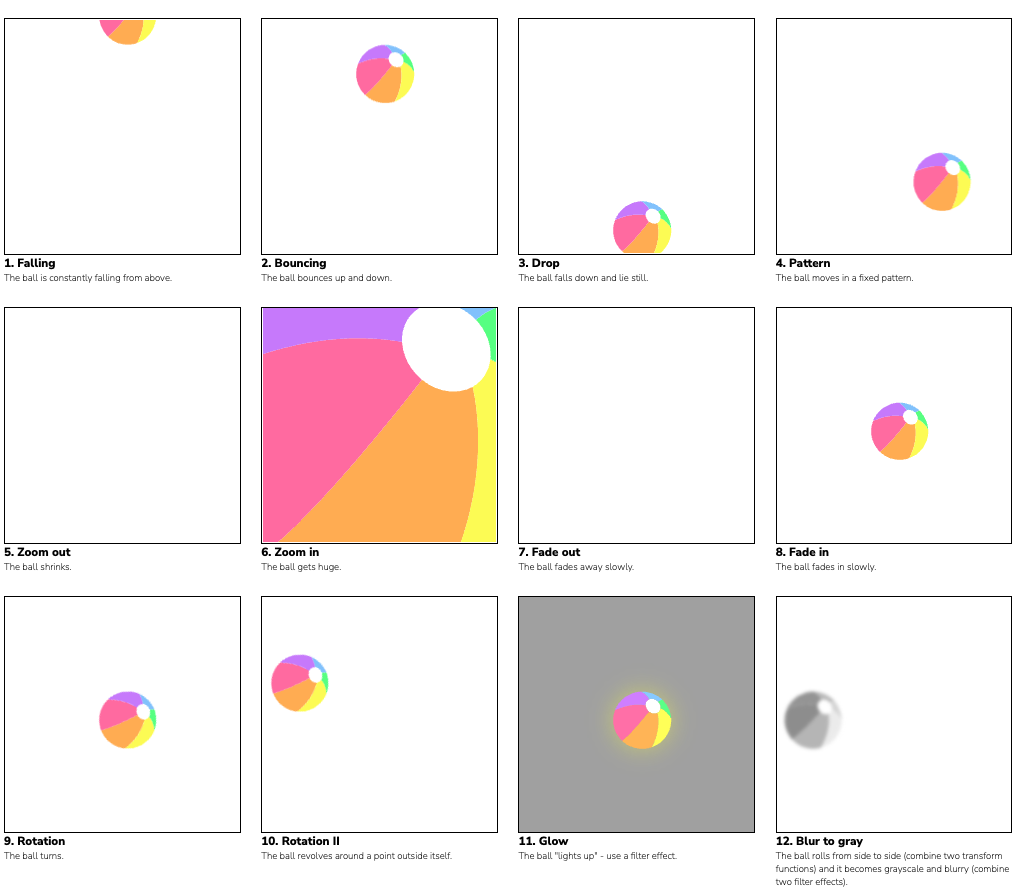 1. Falling
The ball is constantly falling from above.
2. Bouncing
The ball bounces up and down.
3. Drop
The ball falls down and lie still.
4. Pattern
The ball moves in a fixed pattern.
5. Zoom out
The ball shrinks.
6. Zoom in
The ball gets huge.
7. Fade out
The ball fades away slowly.
8. Fade in
The ball fades in slowly.
9. Rotation
The ball turns.
10. Rotation II
The ball revolves around a point outside itself.
11. Glow
The ball "lights up" - use a filter effect.
12. Blur to gray
The ball rolls from side to side (combine two transform
functions) and it becomes grayscale and blurry (combine
two filter effects).